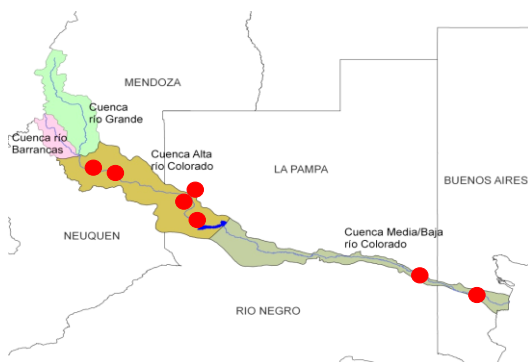 MENDOZA
Cuenca
río Grande
Cuenca río
Barrancas
Cuenca Alta
río Colorado
LA PAMPA
BUENOS AIRES
NEUQUEN
Cuenca Media/Baja
río Colorado
RIO NEGRO